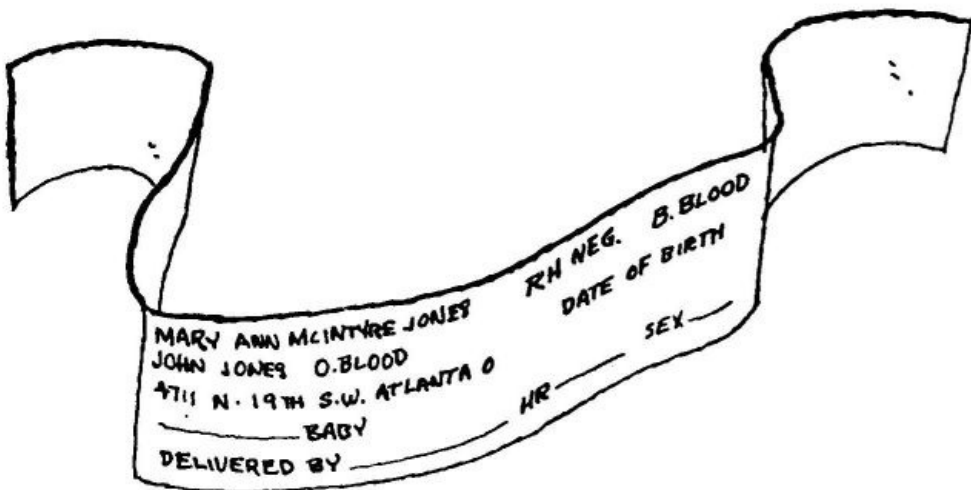 MARY ANN MCINTYRE JONES RH NEG. B. BLOOD
JOHN JONES O. BLOOD DATE OF BIRTH
4711 N. 19TH S.W. ATLANTA O
BABY HR SEX
DELIVERED BY